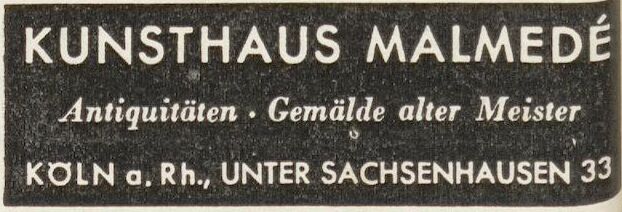 KUNSTHAUS MALMEDÉ
Antiquitäten · Gemälde alter Meister
KÖLN a. Rh., UNTER SACHSENHAUSEN 33